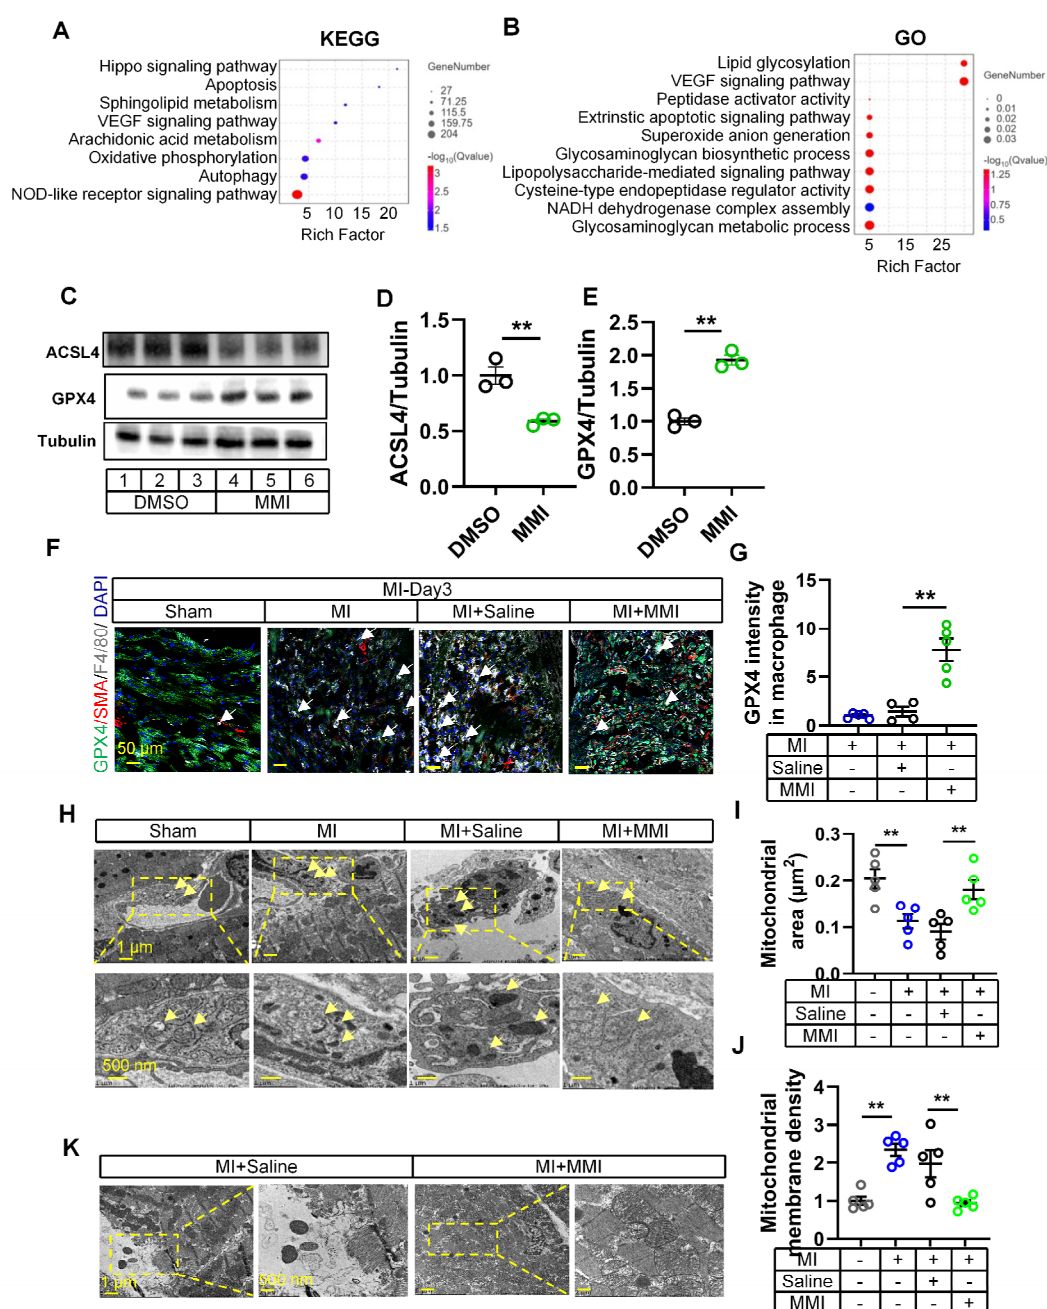 A
KEGG
Hippo signaling pathway
Apoptosis
Sphingolipid metabolism
VEGF signaling pathway
Arachidonic acid metabolism
Oxidative phosphorylation
Autophagy
NOD-like receptor signaling pathway
5 10 15 20
Rich Factor
GeneNumber
27
71.25
115.5
159.75
204
-log10(Qvalue)
3
2.5
2
1.5
B
GO
Lipid glycosylation
VEGF signaling pathway
Peptidase activator activity
Extrinsic apoptotic signaling pathway
Superoxide anion generation
Glycosaminoglycan biosynthetic process
Lipopolysaccharide-mediated signaling pathway
Cysteine-type endopeptidase regulator activity
NADH dehydrogenase complex assembly
Glycosaminoglycan metabolic process
5 15 25
Rich Factor
GeneNumber
0
0.01
0.02
0.02
0.03
-log10(Qvalue)
1.25
1
0.75
0.5
C
ACSL4
GPX4
Tubulin
1 2 3 4 5 6
DMSO MMI
D
ACSL4/Tubulin
1.5
1.0
0.5
0.0
**
DMSO MMI
E
GPX4/Tubulin
2.5
2.0
1.5
1.0
0.5
0.0
**
DMSO MMI
F
MI-Day3
Sham MI MI+Saline MI+MMI
GPX4/SMA/F4/80/ DAPI
50 µm
G
GPX4 intensity
in macrophage
15
10
5
0
**
MI + + +
Saline - + -
MMI - - +
H
Sham MI MI+Saline MI+MMI
1 µm
500 nm
1 µm
1 µm
1 µm
1 µm
I
Mitochondrial
area (µm2)
0.3
0.2
0.1
0.0
** **
MI - + + +
Saline - - + -
MMI - - - +
J
Mitochondrial
membrane density
4
3
2
1
0
** **
MI - + + +
Saline - - + -
MMI - - - +
K
MI+Saline MI+MMI
1 µm
500 nm